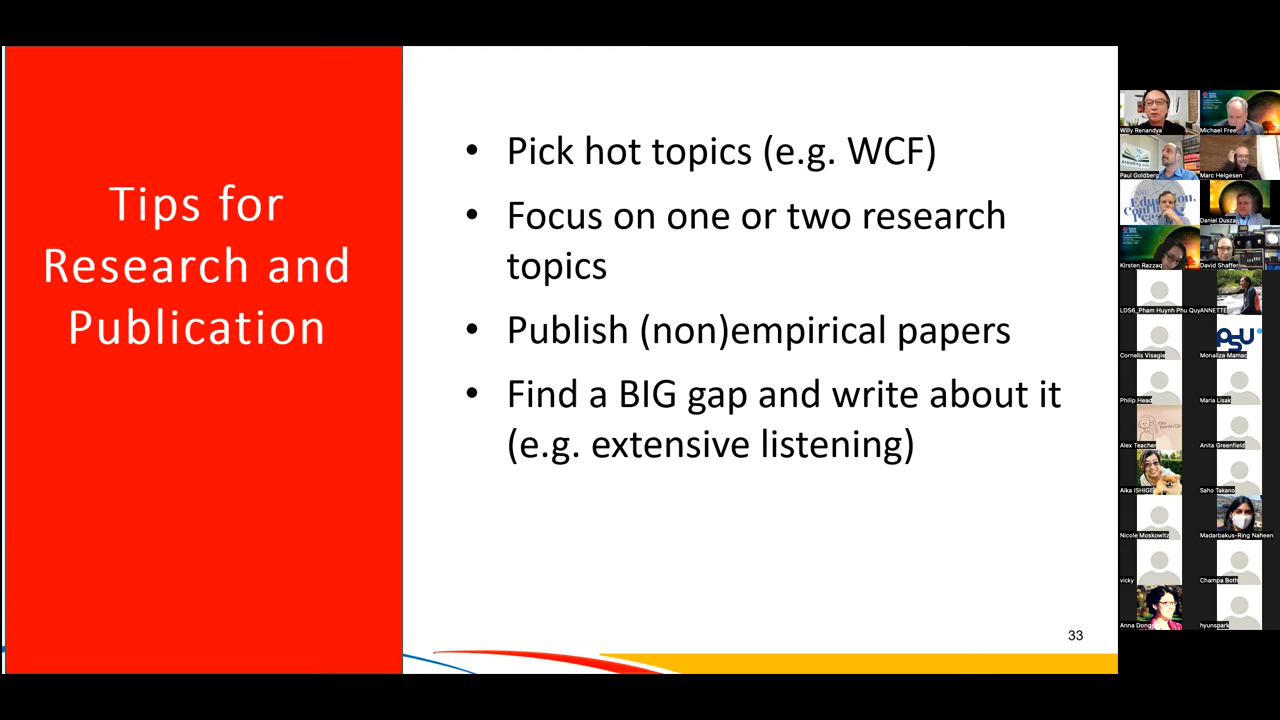 Tips for
Research and
Publication
• Pick hot topics (e.g. WCF)
• Focus on one or two research
topics
• Publish (non)empirical papers
• Find a BIG gap and write about it
(e.g. extensive listening)
33
Willy Renandya
Michael Free
Paul Goldberg
Marc Helgesen
Daniel Dusza
Kirsten Razzaq
David Shaffer
LDS6_Pham Huynh Phu Quy
ANNETTE
Cornelis Visagie
Monaliza Mamac
psu
Philip Head
Maria Lisak
Alex Teacher
Anita Greenfield
Aika ISHIGE
Saho Takano
Nicole Moskowitz
Madarbakus-Ring Naheen
vicky
Champa Both
Anna Dong
hyunspark